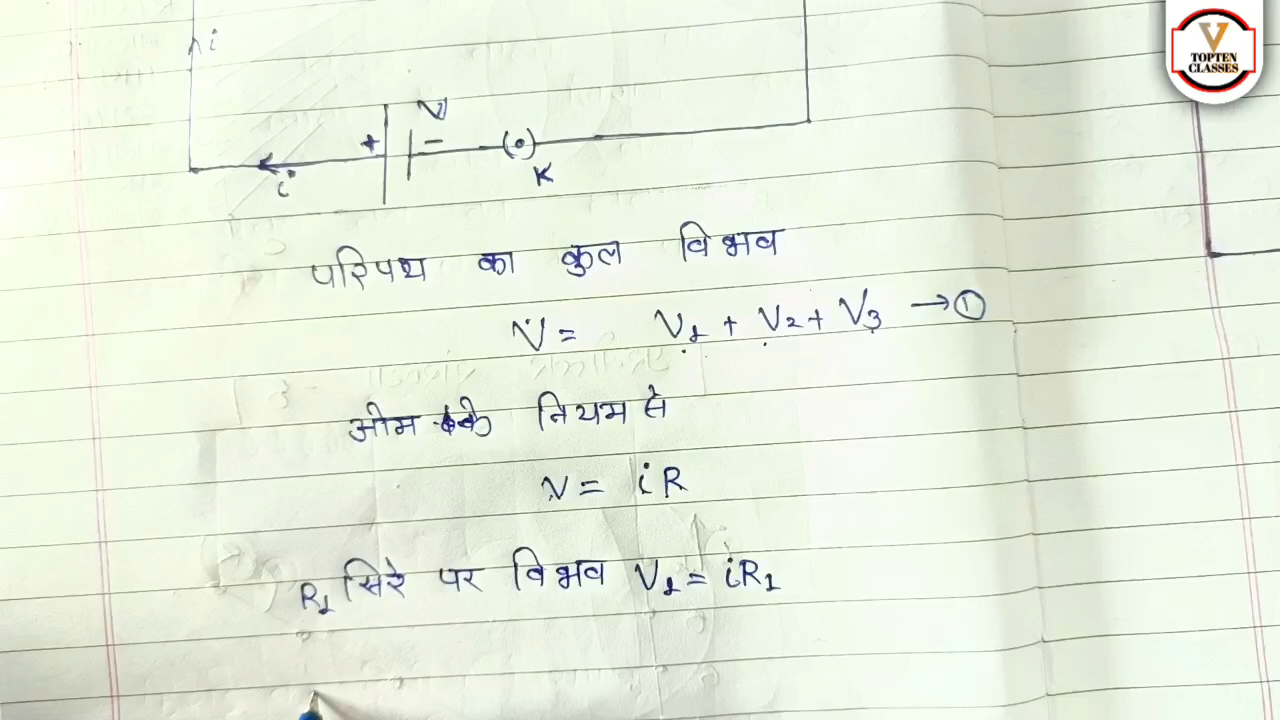 V
TOPTEN
CLASSES
i
V
+ −
i
K
परिपथ का कुल विभव
V = V1 + V2 + V3 → ①
ओम के नियम से
V = iR
R1 सिरे पर विभव V1 = iR1